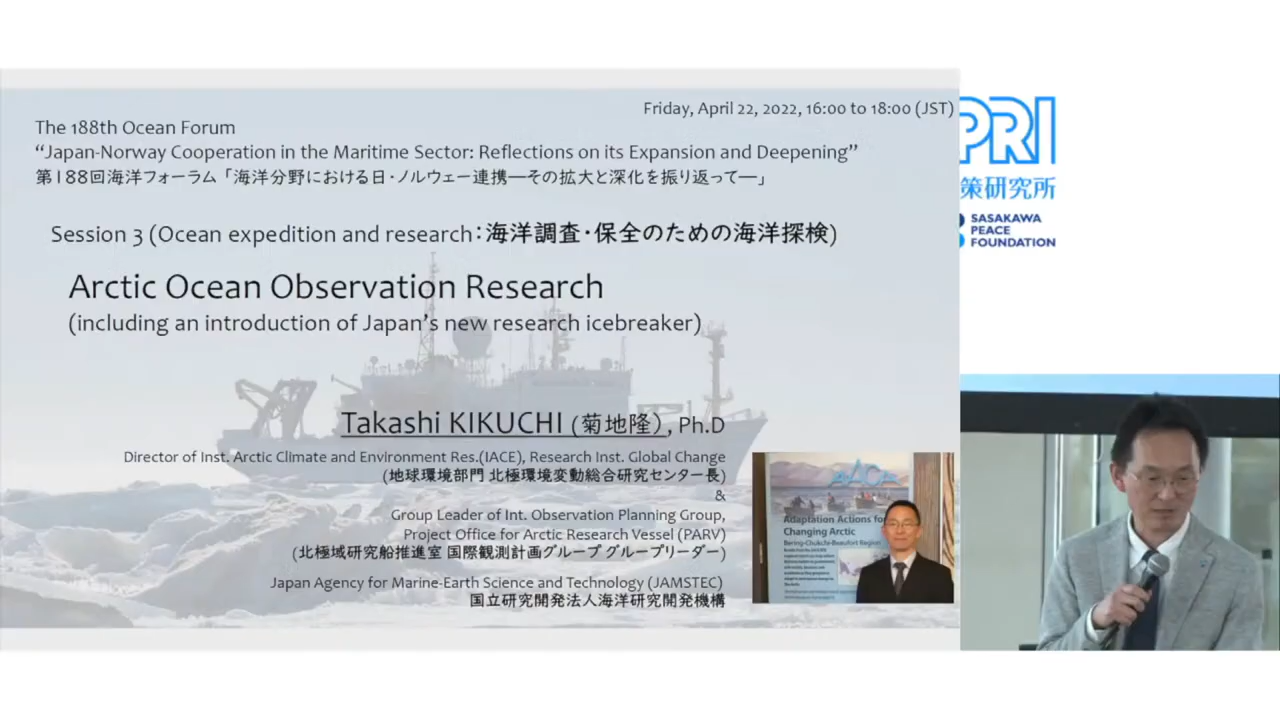 Friday, April 22, 2022, 16:00 to 18:00 (JST)
The 188th Ocean Forum
“Japan-Norway Cooperation in the Maritime Sector: Reflections on its Expansion and Deepening”
第188回海洋フォーラム「海洋分野における日・ノルウェー連携―その拡大と深化を振り返って―」
Session 3 (Ocean expedition and research：海洋調査・保全のための海洋探検)
Arctic Ocean Observation Research
(including an introduction of Japan’s new research icebreaker)
Takashi KIKUCHI (菊地隆), Ph.D
Director of Inst. Arctic Climate and Environment Res.(IACE), Research Inst. Global Change
(地球環境部門 北極環境変動総合研究センター長)
&
Group Leader of Int. Observation Planning Group,
Project Office for Arctic Research Vessel (PARV)
(北極域研究船推進室 国際観測計画グループ グループリーダー)
Japan Agency for Marine-Earth Science and Technology (JAMSTEC)
国立研究開発法人海洋研究開発機構
Adaptation Actions for
Changing Arctic
Bering-Chukchi-Beaufort Region
PRI
策研究所
SASAKAWA
PEACE
FOUNDATION